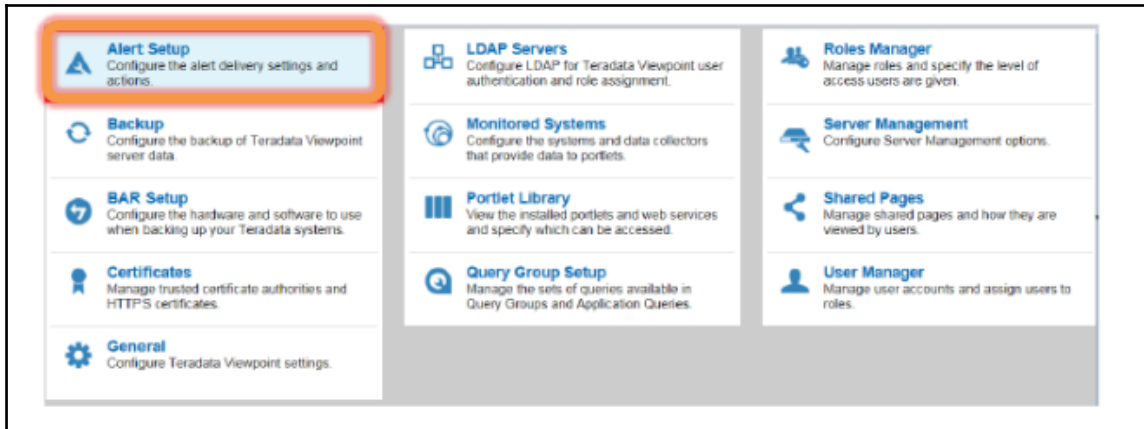 Alert Setup
Configure the alert delivery settings and
actions.
Backup
Configure the backup of Teradata Viewpoint
server data.
BAR Setup
Configure the hardware and software to use
when backing up your Teradata systems.
Certificates
Manage trusted certificate authorities and
HTTPS certificates.
General
Configure Teradata Viewpoint settings.
LDAP Servers
Configure LDAP for Teradata Viewpoint user
authentication and role assignment.
Monitored Systems
Configure the systems and data collectors
that provide data to portlets.
Portlet Library
View the installed portlets and web services
and specify which can be accessed.
Query Group Setup
Manage the sets of queries available in
Query Groups and Application Queries.
Roles Manager
Manage roles and specify the level of
access users are given.
Server Management
Configure Server Management options.
Shared Pages
Manage shared pages and how they are
viewed by users.
User Manager
Manage user accounts and assign users to
roles.